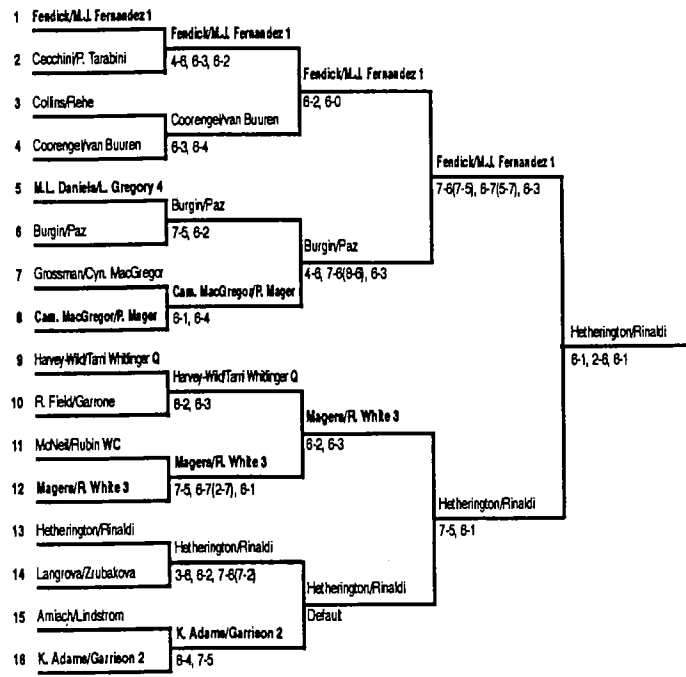 1 Fendick/M.J. Fernandez 1
2 Cecchini/P. Tarabini
3 Collins/Rehe
4 Coorengel/van Buuren
5 M.L. Daniels/L. Gregory 4
6 Burgin/Paz
7 Grossman/Cyn. MacGregor
8 Cam. MacGregor/P. Mager
9 Harvey-Wild/Tami Whitlinger Q
10 R. Field/Garrone
11 McNeil/Rubin WC
12 Magers/R. White 3
13 Hetherington/Rinaldi
14 Langrova/Zrubakova
15 Amiach/Lindstrom
16 K. Adams/Garrison 2
Fendick/M.J. Fernandez 1
4-6, 6-3, 6-2
Coorengel/van Buuren
6-3, 6-4
Burgin/Paz
7-5, 6-2
Cam. MacGregor/P. Mager
6-1, 6-4
Harvey-Wild/Tami Whitlinger Q
6-2, 6-3
Magers/R. White 3
7-5, 6-7(2-7), 6-1
Hetherington/Rinaldi
3-6, 6-2, 7-6(7-2)
K. Adams/Garrison 2
6-4, 7-5
Fendick/M.J. Fernandez 1
6-2, 6-0
Burgin/Paz
4-6, 7-6(8-6), 6-3
Magers/R. White 3
6-2, 6-3
Hetherington/Rinaldi
Default
Fendick/M.J. Fernandez 1
7-6(7-5), 6-7(5-7), 6-3
Hetherington/Rinaldi
7-5, 6-1
Hetherington/Rinaldi
6-1, 2-6, 6-1